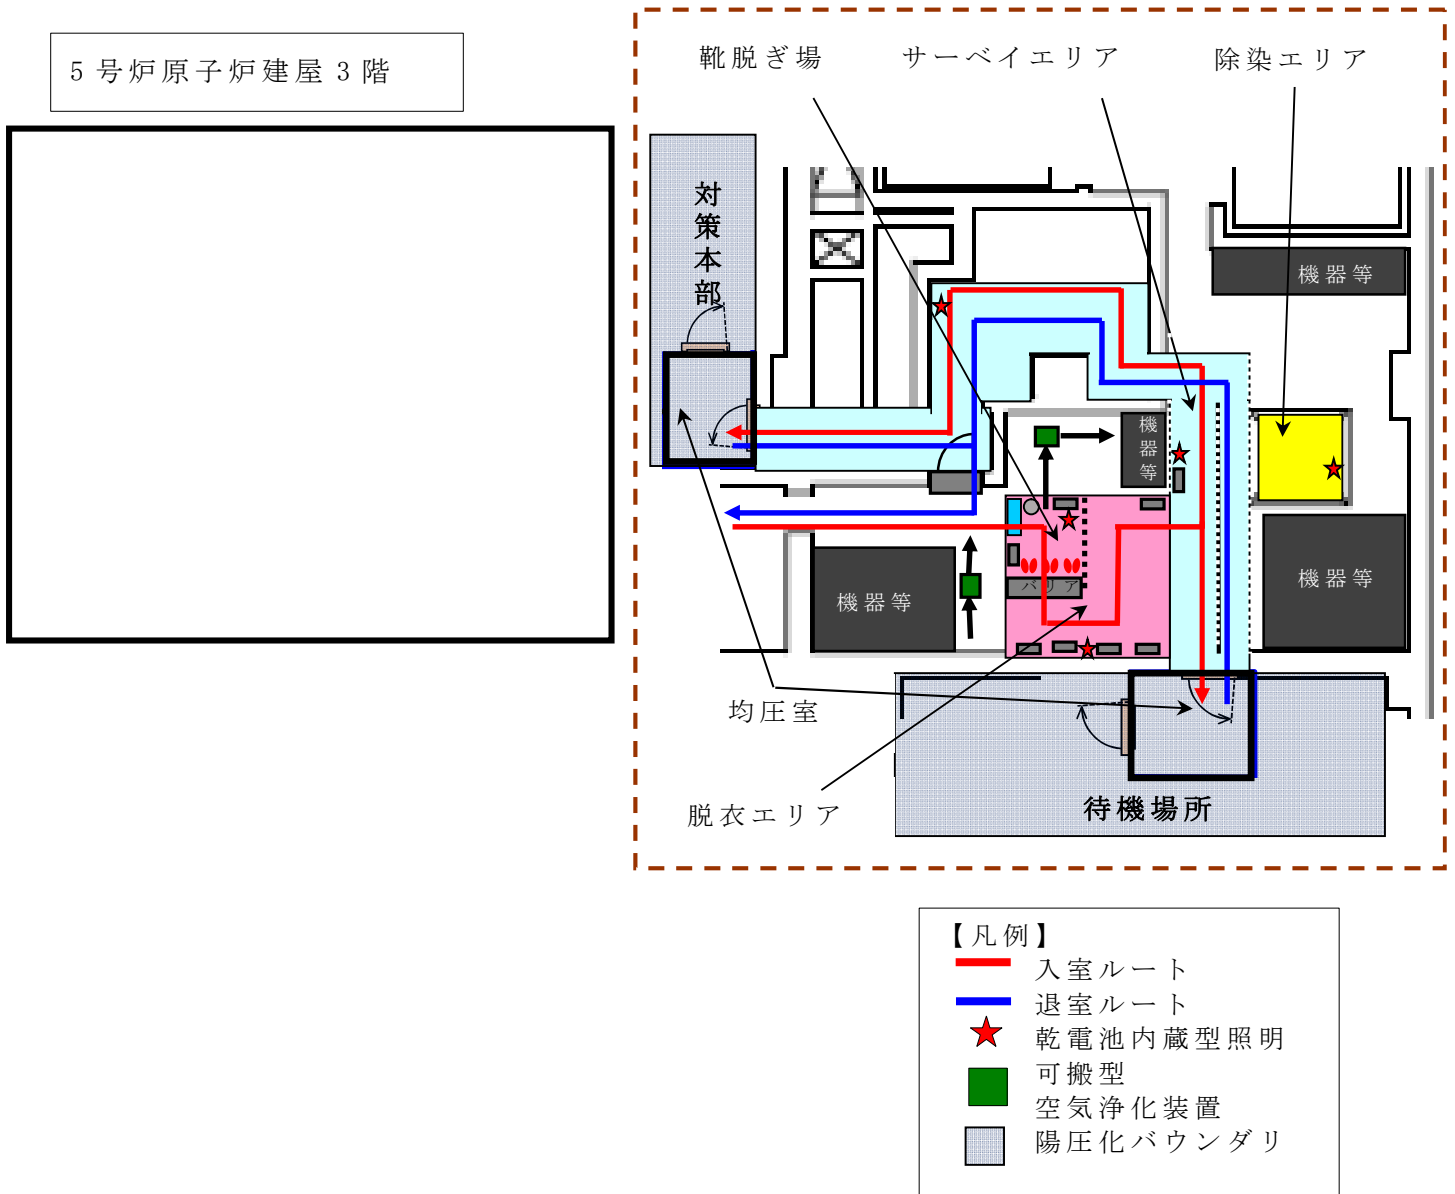 5号炉原子炉建屋3階
靴脱ぎ場
サーベイエリア
除染エリア
対策本部
機器等
機器等
バリア
機器等
機器等
均圧室
脱衣エリア
待機場所
【凡例】
入室ルート
退室ルート
乾電池内蔵型照明
可搬型
空気浄化装置
陽圧化バウンダリ